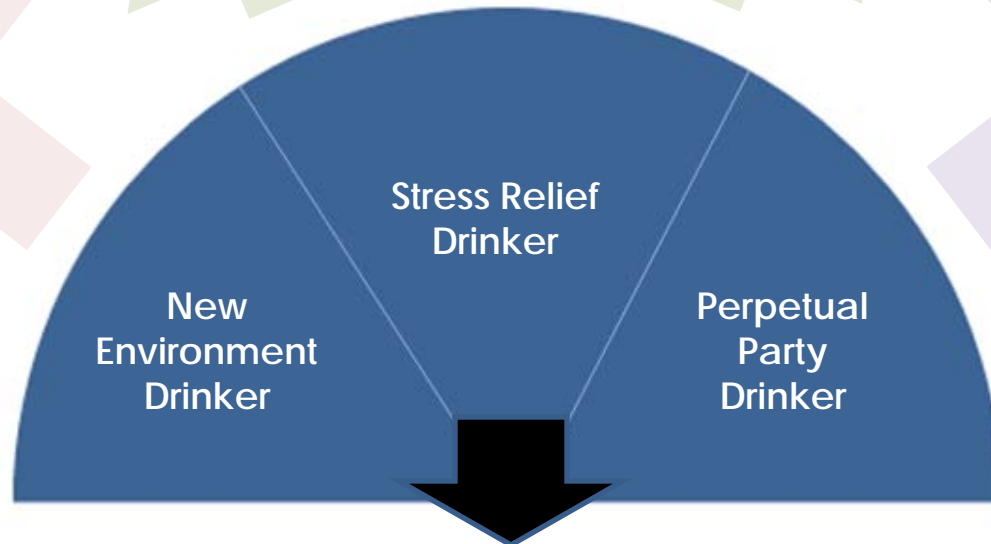 Stress Relief
Drinker
New
Environment
Drinker
Perpetual
Party
Drinker